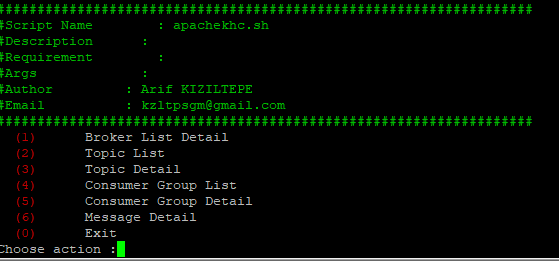 ######################################################################
#Script Name : apachekhc.sh
#Description :
#Requirement :
#Args :
#Author : Arif KIZILTEPE
#Email : kzltpsgm@gmail.com
######################################################################
(1) Broker List Detail
(2) Topic List
(3) Topic Detail
(4) Consumer Group List
(5) Consumer Group Detail
(6) Message Detail
(0) Exit
Choose action :